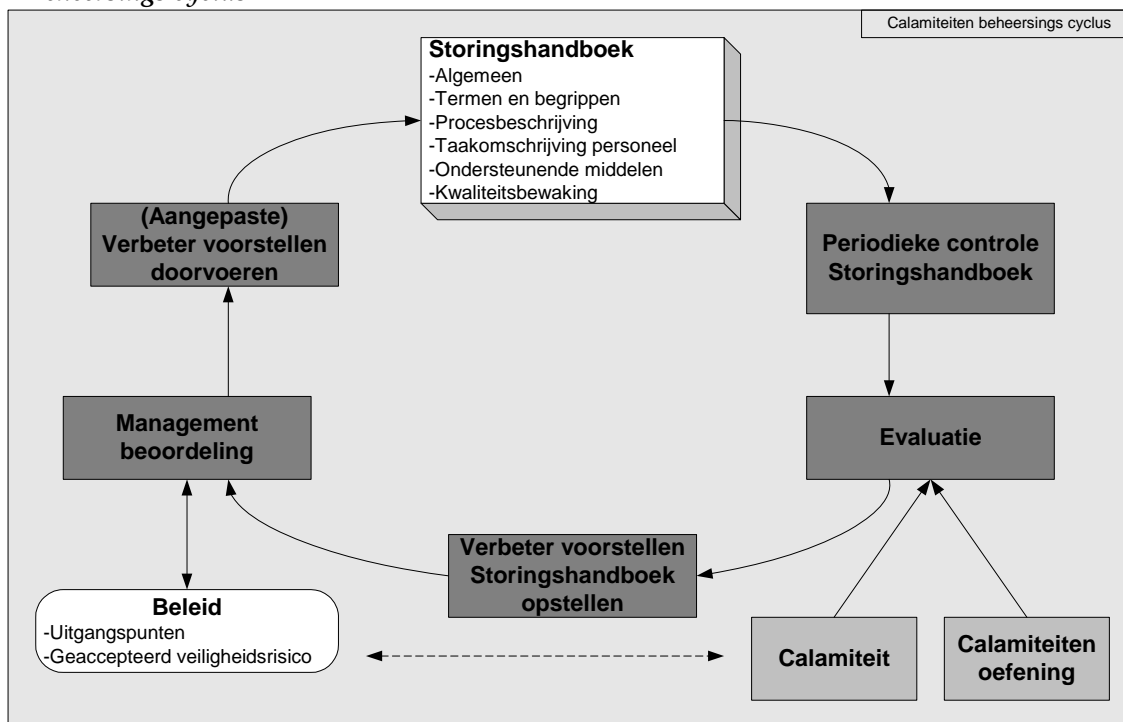 Calamiteiten beheersings cyclus
Storingshandboek
-Algemeen
-Termen en begrippen
-Procesbeschrijving
-Taakomschrijving personeel
-Ondersteunende middelen
-Kwaliteitsbewaking
(Aangepaste)
Verbeter voorstellen
doorvoeren
Periodieke controle
Storingshandboek
Management
beoordeling
Evaluatie
Verbeter voorstellen
Storingshandboek
opstellen
Beleid
-Uitgangspunten
-Geaccepteerd veiligheidsrisico
Calamiteit
Calamiteiten
oefening